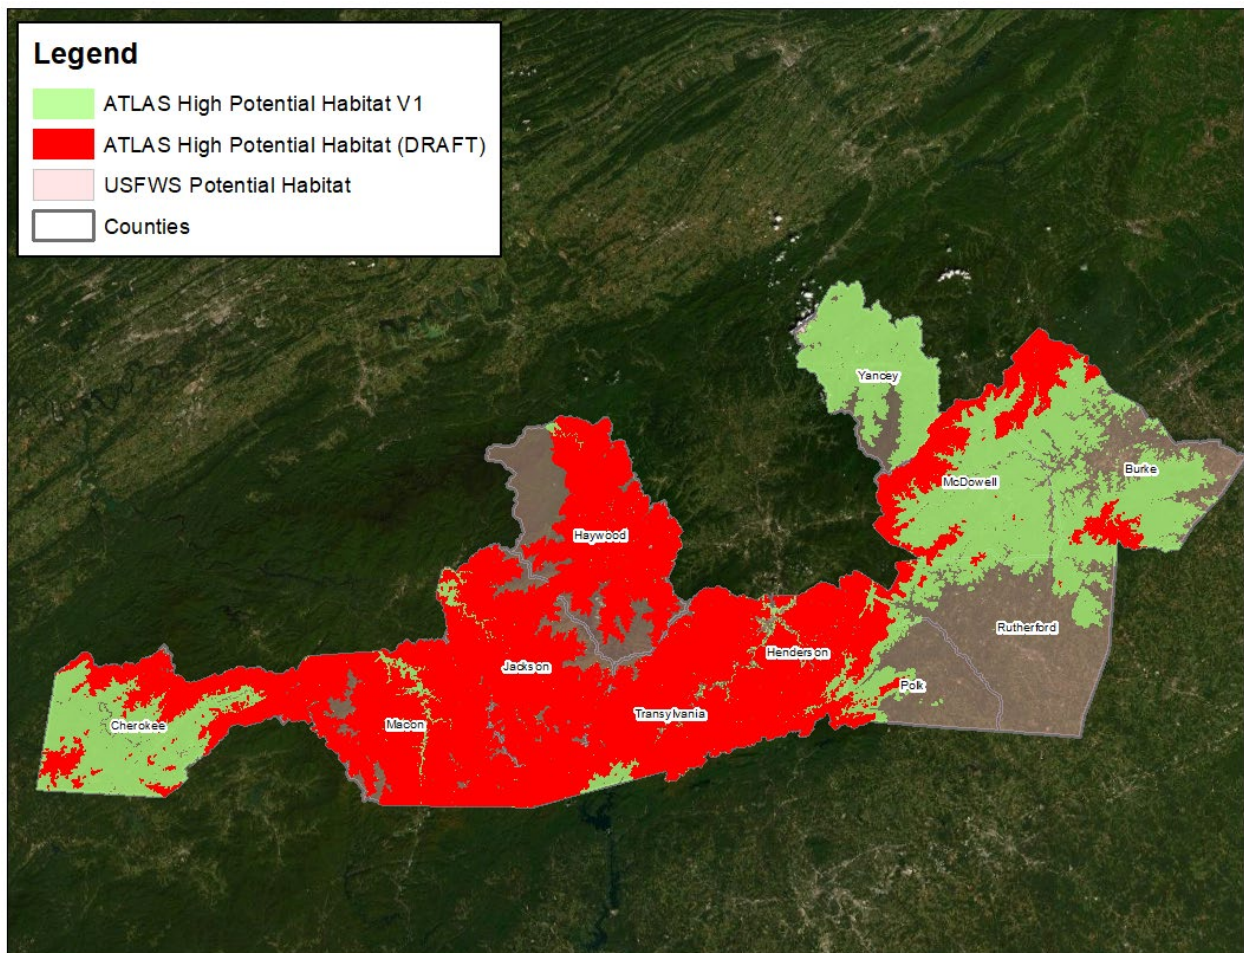 Legend
ATLAS High Potential Habitat V1
ATLAS High Potential Habitat (DRAFT)
USFWS Potential Habitat
Counties
Yancey
McDowell
Burke
Haywood
Rutherford
Henderson
Jackson
Polk
Transylvania
Macon
Cherokee